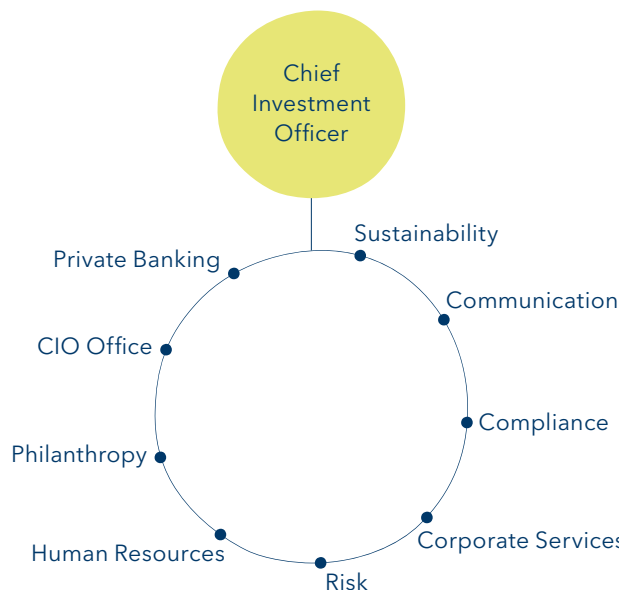 Chief
Investment
Officer
Sustainability
Private Banking
Communication
CIO Office
Compliance
Philanthropy
Corporate Services
Human Resources
Risk